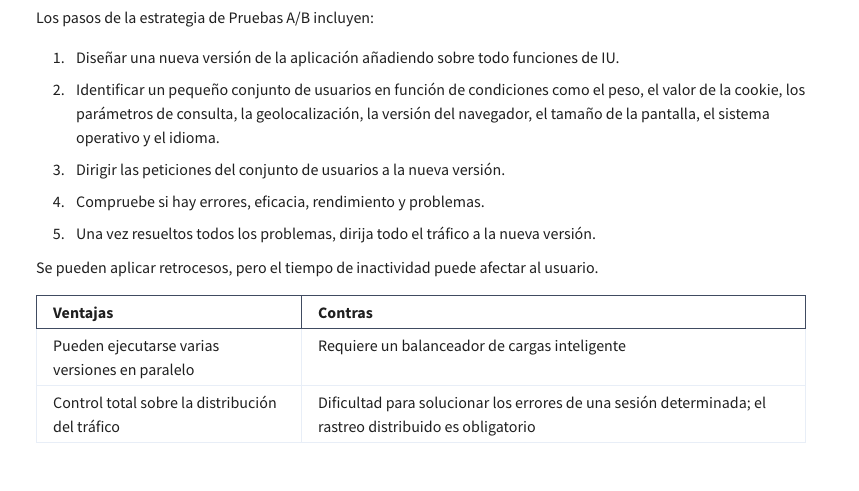 Los pasos de la estrategia de Pruebas A/B incluyen:
1. Diseñar una nueva versión de la aplicación añadiendo sobre todo funciones de IU.
2. Identificar un pequeño conjunto de usuarios en función de condiciones como el peso, el valor de la cookie, los
parámetros de consulta, la geolocalización, la versión del navegador, el tamaño de la pantalla, el sistema
operativo y el idioma.
3. Dirigir las peticiones del conjunto de usuarios a la nueva versión.
4. Compruebe si hay errores, eficacia, rendimiento y problemas.
5. Una vez resueltos todos los problemas, dirija todo el tráfico a la nueva versión.
Se pueden aplicar retrocesos, pero el tiempo de inactividad puede afectar al usuario.
Ventajas
Contras
Pueden ejecutarse varias
versiones en paralelo
Requiere un balanceador de cargas inteligente
Control total sobre la distribución
del tráfico
Dificultad para solucionar los errores de una sesión determinada; el
rastreo distribuido es obligatorio